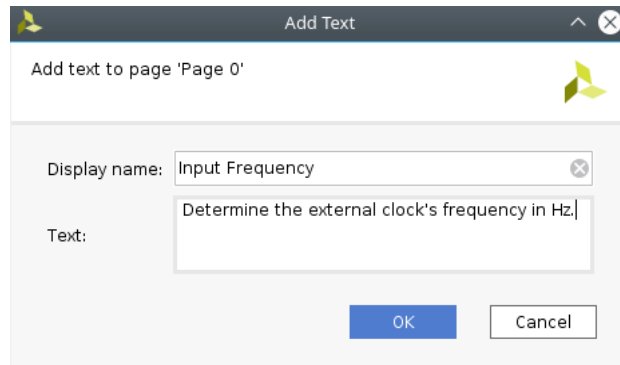 Add Text
Add text to page 'Page 0'
Display name: Input Frequency
Text: Determine the external clock's frequency in Hz.
OK Cancel